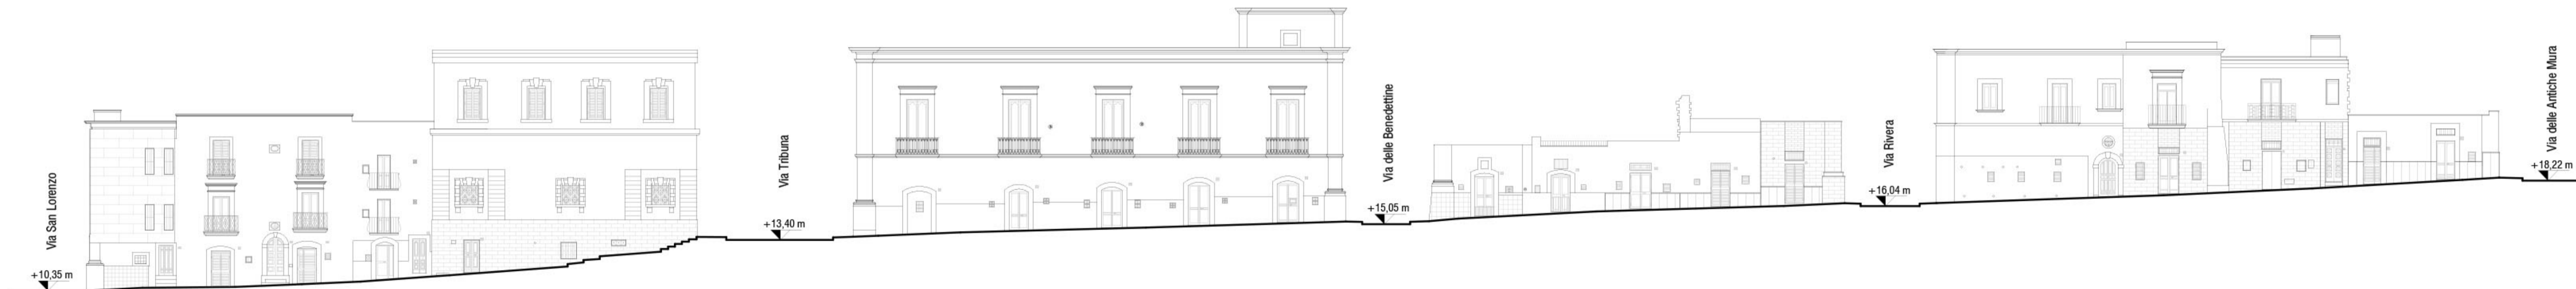 Via San Lorenzo
+10,35 m
Via Tribuna
+13,40 m
Via delle Benedettine
+15,05 m
Via Rivera
+16,04 m
Via delle Antiche Mura
+18,22 m